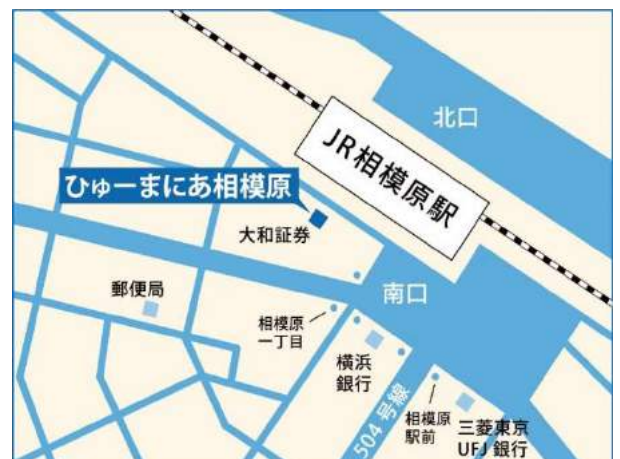 北口
JR相模原駅
ひゅーまにあ相模原
大和証券
南口
郵便局
相模原
一丁目
横浜
銀行
504号線
相模原
駅前
三菱東京
UFJ 銀行